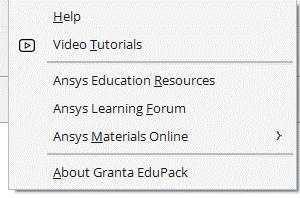 Help
Video Tutorials
Ansys Education Resources
Ansys Learning Forum
Ansys Materials Online
About Granta EduPack